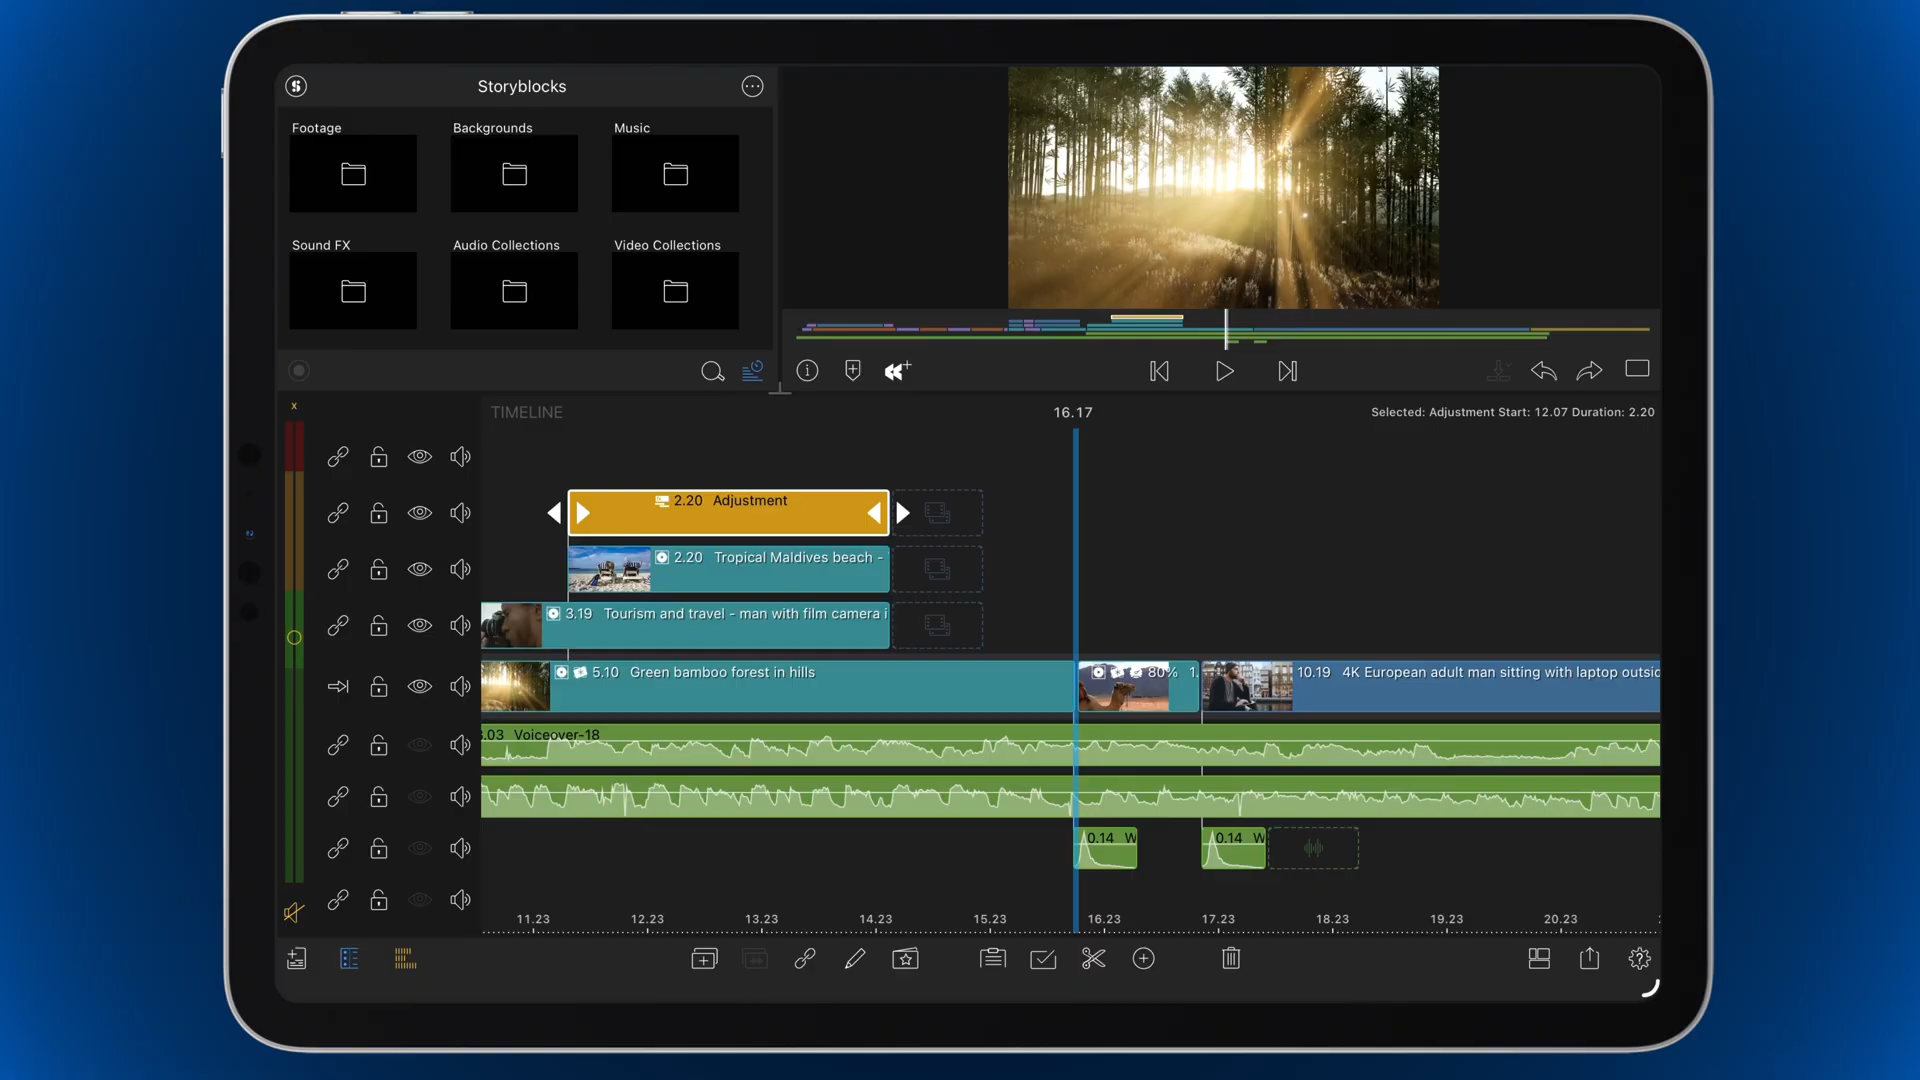 Storyblocks
Footage
Backgrounds
Music
Sound FX
Audio Collections
Video Collections
x
TIMELINE
16.17
Selected: Adjustment Start: 12.07 Duration: 2.20
2.20 Adjustment
2.20 Tropical Maldives beach -
3.19 Tourism and travel - man with film camera i
5.10 Green bamboo forest in hills
80% 1.
10.19 4K European adult man sitting with laptop outsid
.03 Voiceover-18
0.14 W
0.14 W
11.23
12.23
13.23
14.23
15.23
16.23
17.23
18.23
19.23
20.23